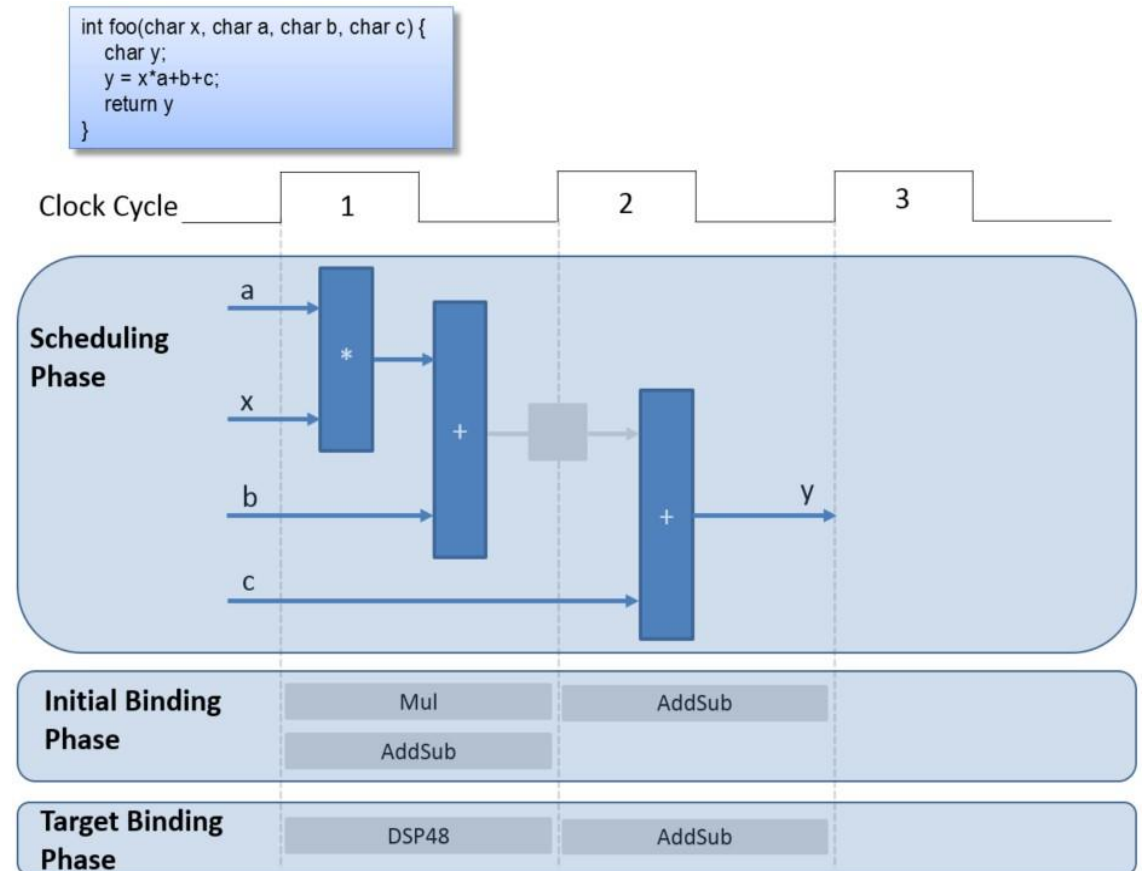 int foo(char x, char a, char b, char c) {
char y;
y = x*a+b+c;
return y
}
Clock Cycle 1 2 3
Scheduling
Phase
a
*
x
+
b
y
+
c
Initial Binding
Phase
Mul AddSub
AddSub
Target Binding
Phase
DSP48 AddSub